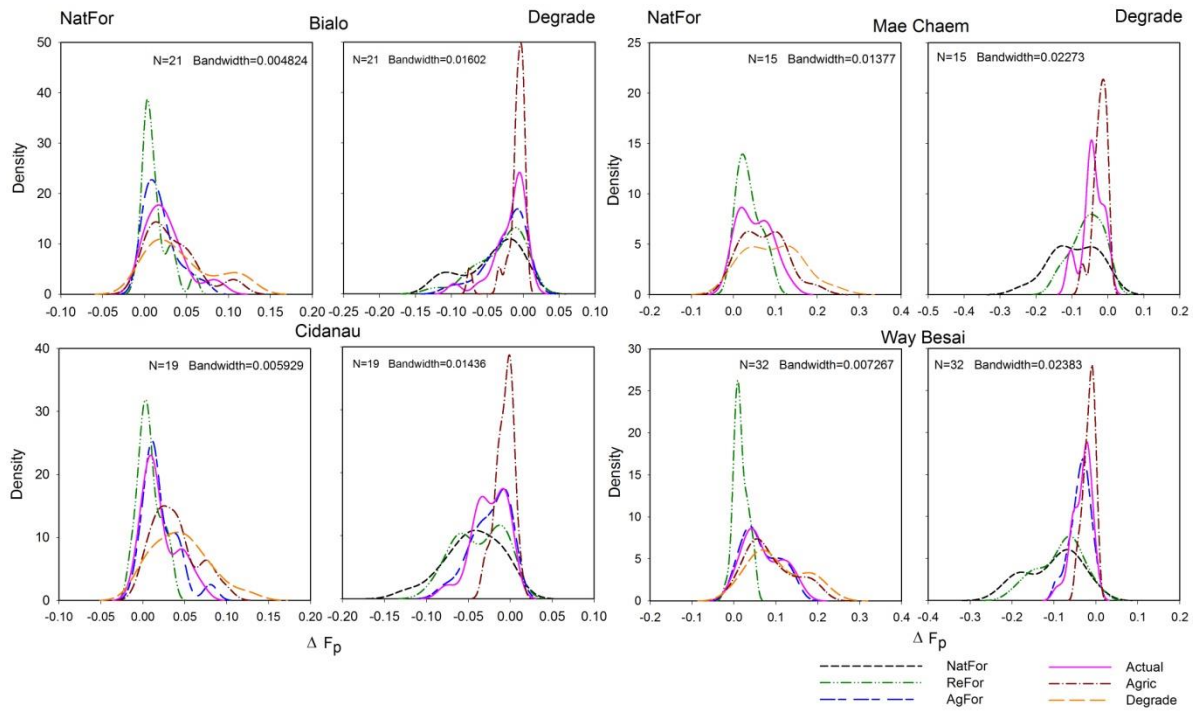 NatFor
Bialo
Degrade
NatFor
Mae Chaem
Degrade
50
40
30
20
10
0
Density
N=21 Bandwidth=0.004824
-0.10 -0.05 0.00 0.05 0.10 0.15 0.20
N=21 Bandwidth=0.01602
-0.20 -0.15 -0.10 -0.05 0.00 0.05 0.10
25
20
15
10
5
0
Density
N=15 Bandwidth=0.01377
-0.2 -0.1 0.0 0.1 0.2 0.3 0.4
N=15 Bandwidth=0.02273
-0.5 -0.4 -0.3 -0.2 -0.1 0.0 0.1 0.2
Cidanau
40
30
20
10
0
Density
N=19 Bandwidth=0.005929
-0.10 -0.05 0.00 0.05 0.10 0.15 0.20
N=19 Bandwidth=0.01436
-0.20 -0.15 -0.10 -0.05 0.00 0.05 0.10
Δ Fp
Way Besai
30
25
20
15
10
5
0
Density
N=32 Bandwidth=0.007267
-0.2 -0.1 0.0 0.1 0.2 0.3 0.4
N=32 Bandwidth=0.02383
-0.4 -0.3 -0.2 -0.1 0.0 0.1 0.2
Δ Fp
NatFor
ReFor
AgFor
Actual
Agric
Degrade